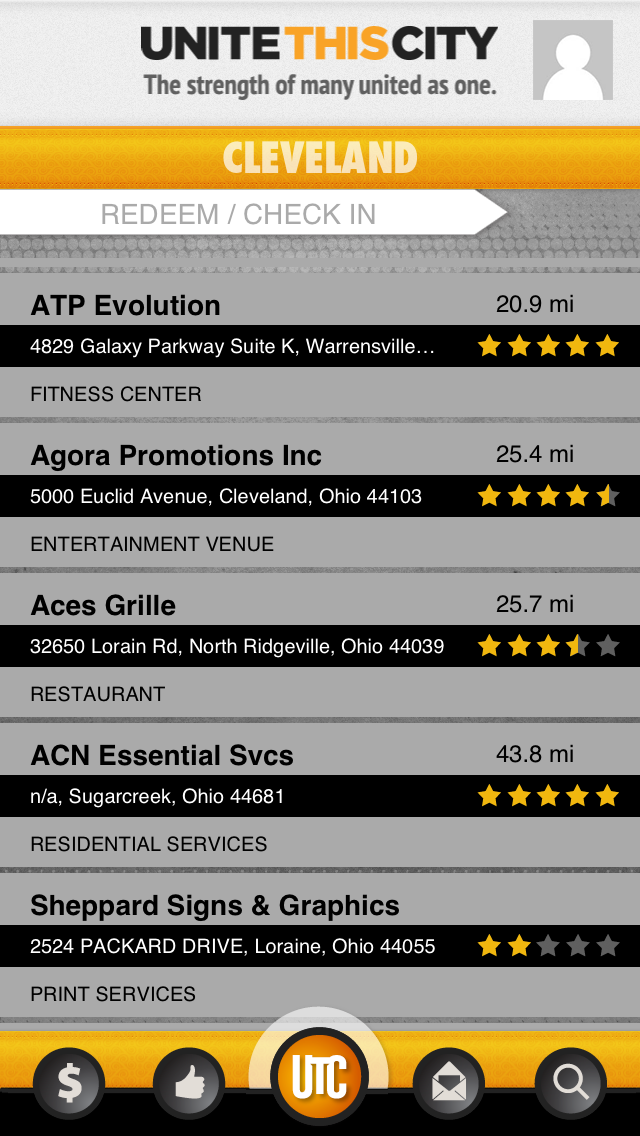 UNITETHISCITY
The strength of many united as one.
CLEVELAND
REDEEM / CHECK IN
ATP Evolution 20.9 mi
4829 Galaxy Parkway Suite K, Warrensville…
FITNESS CENTER
Agora Promotions Inc 25.4 mi
5000 Euclid Avenue, Cleveland, Ohio 44103
ENTERTAINMENT VENUE
Aces Grille 25.7 mi
32650 Lorain Rd, North Ridgeville, Ohio 44039
RESTAURANT
ACN Essential Svcs 43.8 mi
n/a, Sugarcreek, Ohio 44681
RESIDENTIAL SERVICES
Sheppard Signs & Graphics
2524 PACKARD DRIVE, Loraine, Ohio 44055
PRINT SERVICES
$ UTC